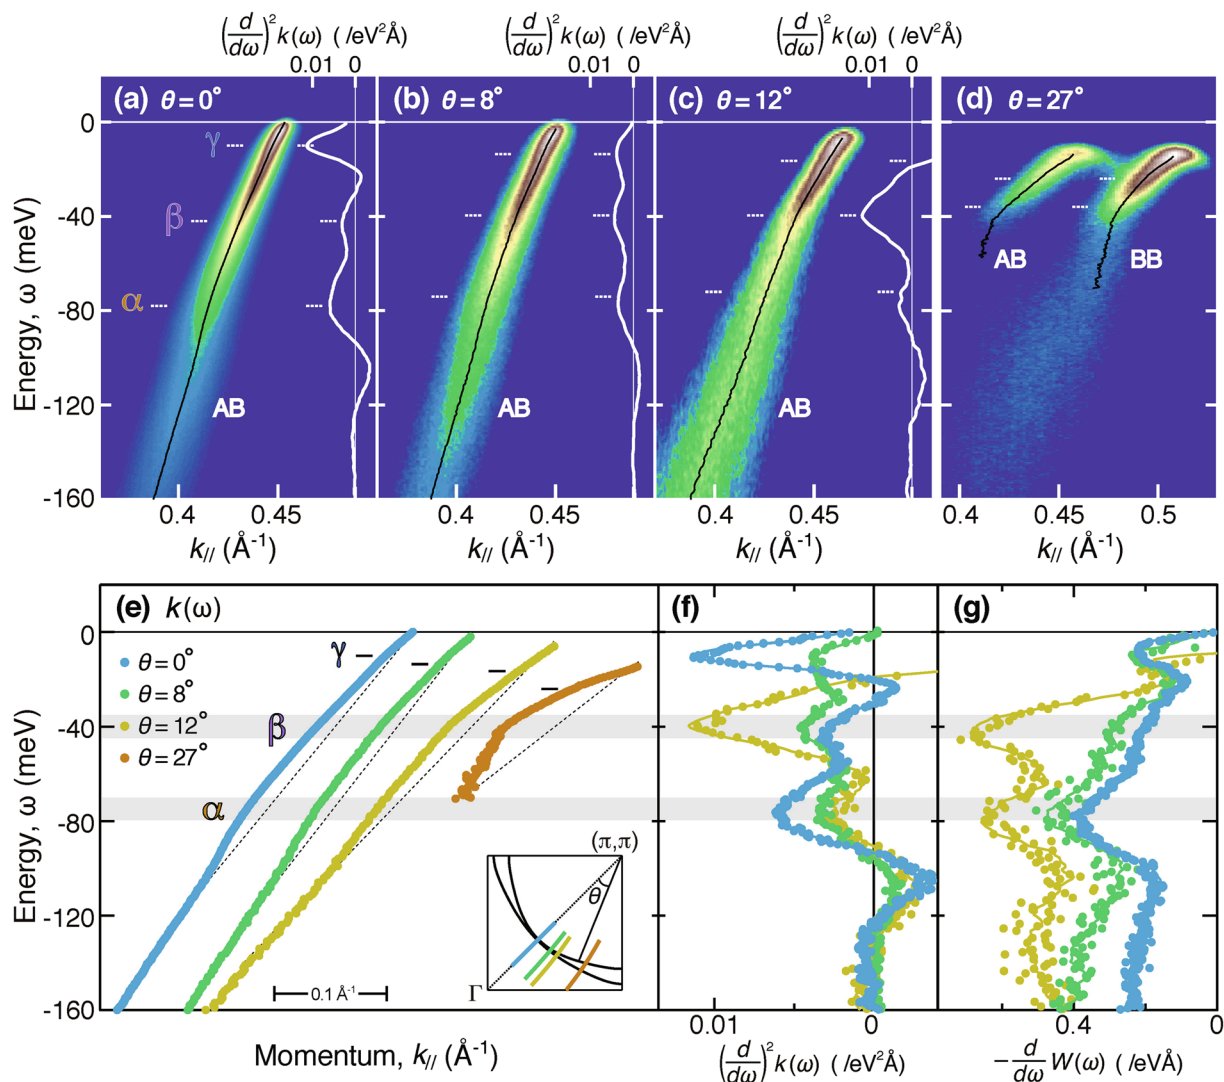 (d/dω)² k(ω) ( /eV²Å) (d/dω)² k(ω) ( /eV²Å) (d/dω)² k(ω) ( /eV²Å)
0.01 0 0.01 0 0.01 0
(a) θ = 0° (b) θ = 8° (c) θ = 12° (d) θ = 27°
0
γ
-40
β
-80
α
-120
-160
Energy, ω (meV)
AB AB AB AB BB
0.4 0.45 0.4 0.45 0.4 0.45 0.4 0.45 0.5
k// (Å-1) k// (Å-1) k// (Å-1) k// (Å-1)
(e) k(ω) (f) (g)
0
-40
-80
-120
-160
Energy, ω (meV)
θ = 0°
θ = 8°
θ = 12°
θ = 27°
γ
β
α
(π,π)
θ
Γ
0.1 Å-1
Momentum, k// (Å-1)
0.01 0 0.4 0
(d/dω)² k(ω) ( /eV²Å) - d/dω W(ω) ( /eVÅ)